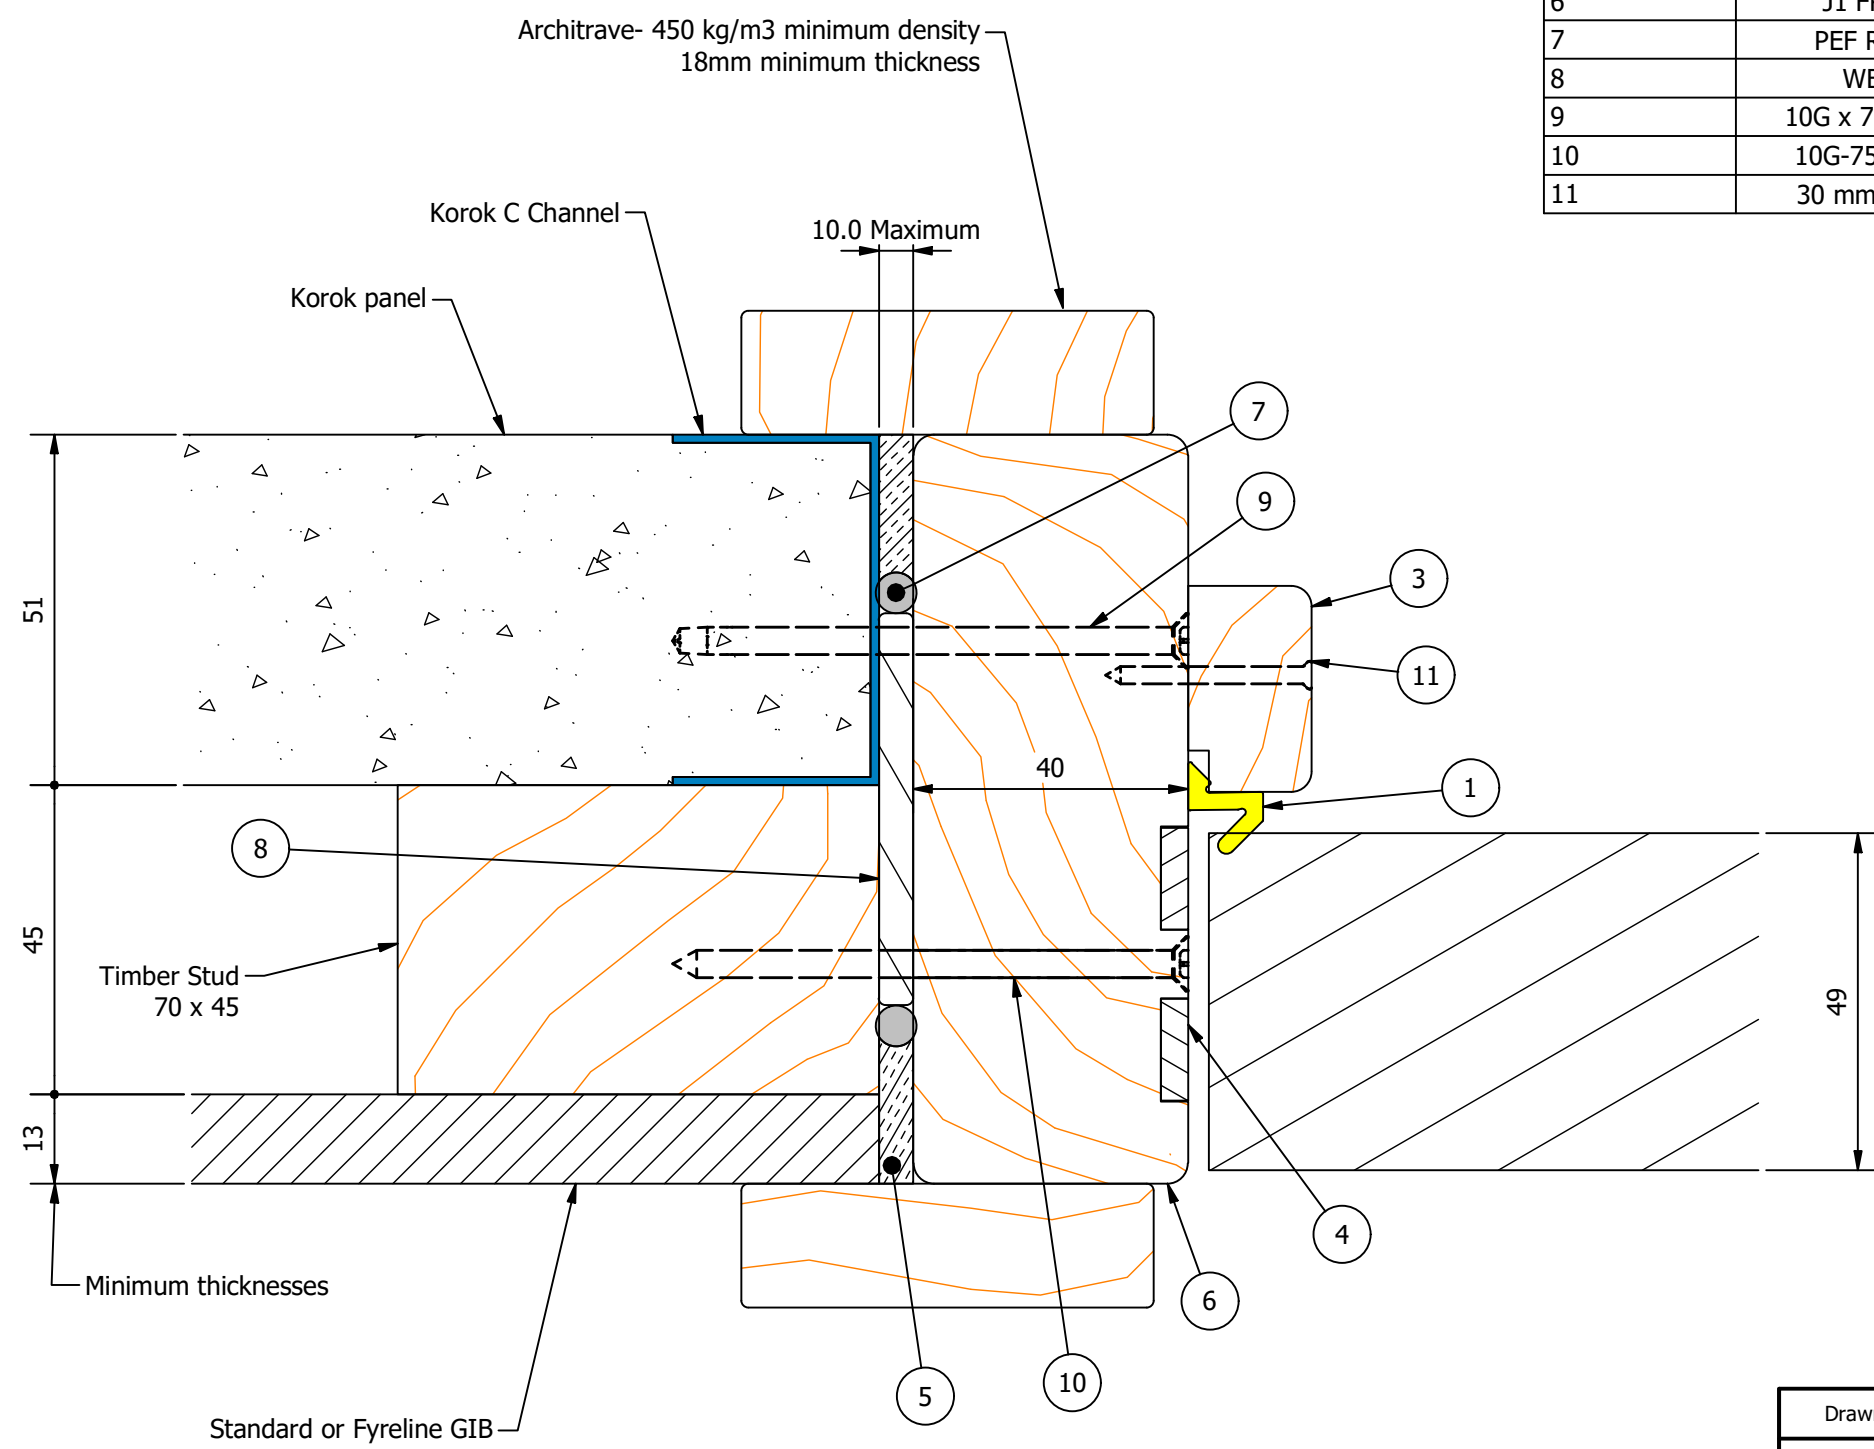 Architrave- 450 kg/m3 minimum density
18mm minimum thickness
6 J1
7 PEF
8
9 10G x
10 10G-75
11 30 mm
Korok C Channel
10.0 Maximum
Korok panel
7
9
3
11
51
40
1
8
45
Timber Stud
70 x 45
49
13
4
Minimum thicknesses
6
5
10
Standard or Fyreline GIB